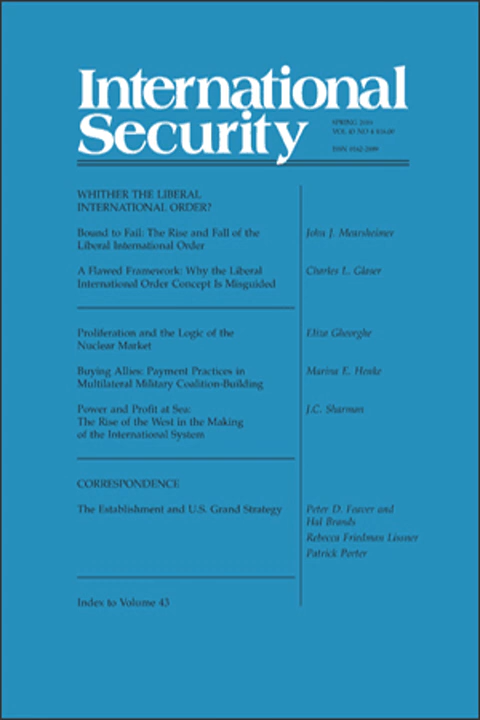 International
Security
SPRING 2019
VOL 43 NO 4 $16.00
ISSN 0162-2889
WHITHER THE LIBERAL
INTERNATIONAL ORDER?
Bound to Fail: The Rise and Fall of the
Liberal International Order
John J. Mearsheimer
A Flawed Framework: Why the Liberal
International Order Concept Is Misguided
Charles L. Glaser
Proliferation and the Logic of the
Nuclear Market
Eliza Gheorghe
Buying Allies: Payment Practices in
Multilateral Military Coalition-Building
Marina E. Henke
Power and Profit at Sea:
The Rise of the West in the Making
of the International System
J.C. Sharman
CORRESPONDENCE
The Establishment and U.S. Grand Strategy
Peter D. Feaver and
Hal Brands
Rebecca Friedman Lissner
Patrick Porter
Index to Volume 43